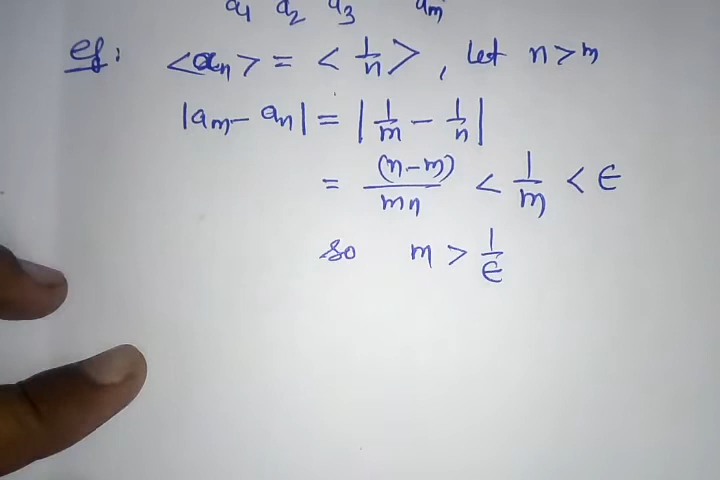 a₁ a₂ a₃ aₘ
eg: <aₙ> = <1/n>, let n>m
|aₘ - aₙ| = |1/m - 1/n|
= (n-m)/mn < 1/m < ϵ
so m > 1/ϵ